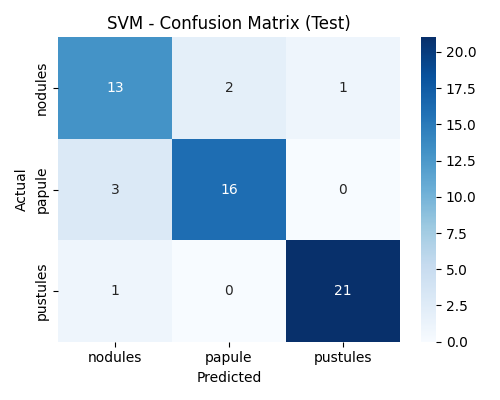 SVM - Confusion Matrix (Test)
Actual
nodules
papule
pustules
13 2 1
3 16 0
1 0 21
nodules papule pustules
Predicted
20.0
17.5
15.0
12.5
10.0
7.5
5.0
2.5
0.0